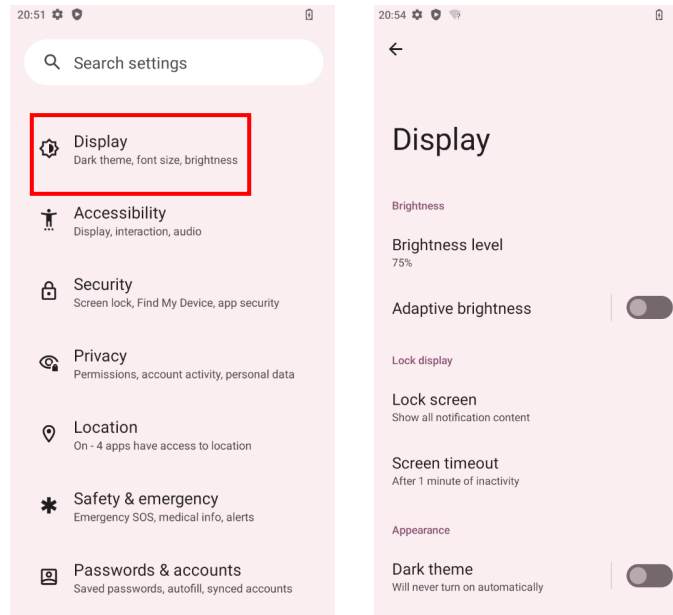 20:51
Search settings
Display
Dark theme, font size, brightness
Accessibility
Display, interaction, audio
Security
Screen lock, Find My Device, app security
Privacy
Permissions, account activity, personal data
Location
On - 4 apps have access to location
Safety & emergency
Emergency SOS, medical info, alerts
Passwords & accounts
Saved passwords, autofill, synced accounts
20:54
Display
Brightness
Brightness level
75%
Adaptive brightness
Lock display
Lock screen
Show all notification content
Screen timeout
After 1 minute of inactivity
Appearance
Dark theme
Will never turn on automatically